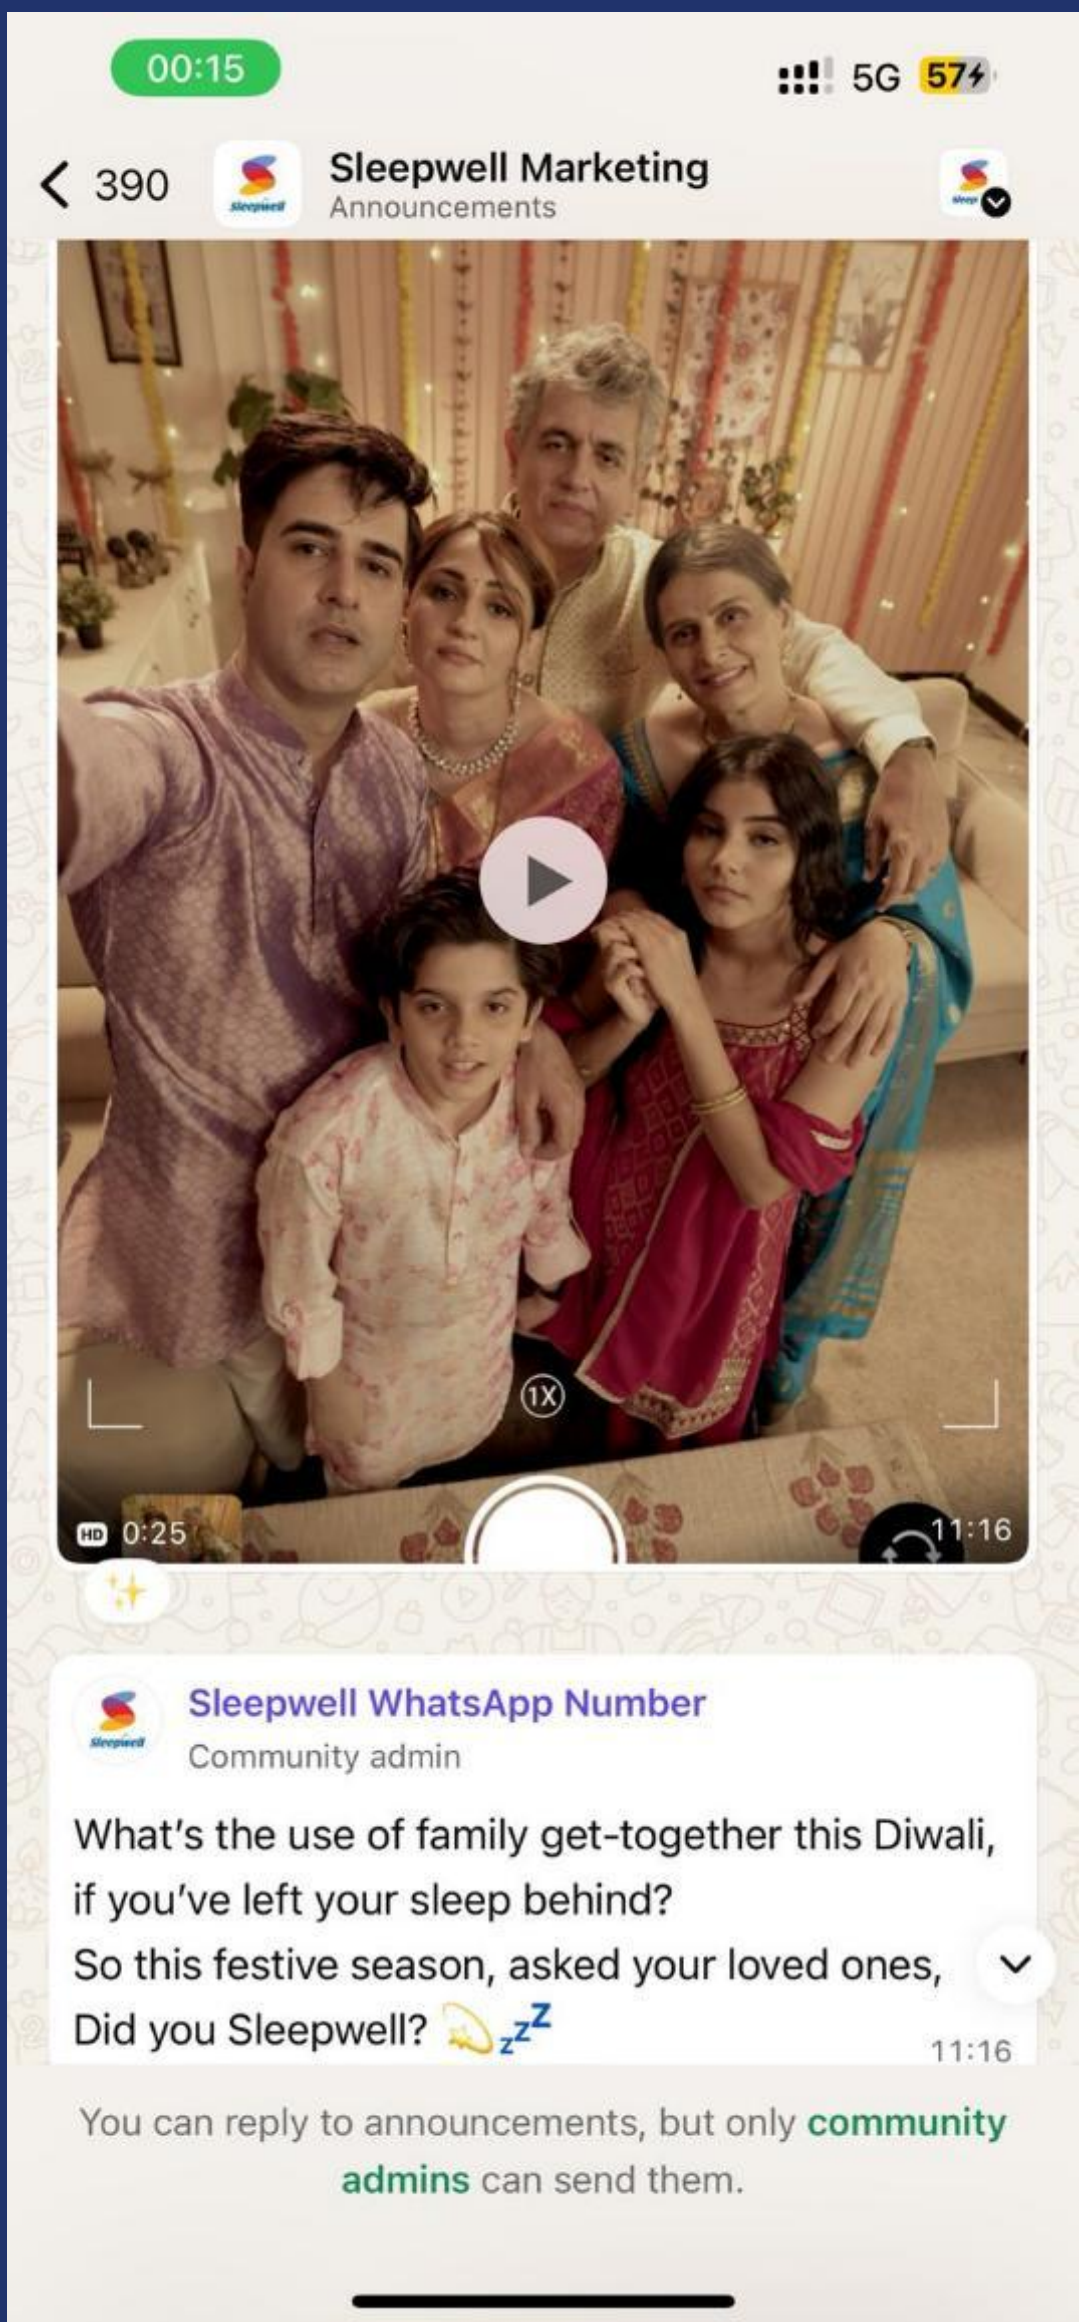 00:15
5G 57
390
Sleepwell
Sleepwell Marketing
Announcements
sleep
1X
HD 0:25
11:16
Sleepwell
Sleepwell WhatsApp Number
Community admin
What's the use of family get-together this Diwali,
if you've left your sleep behind?
So this festive season, asked your loved ones,
Did you Sleepwell? 💫💤
11:16
You can reply to announcements, but only community
admins can send them.